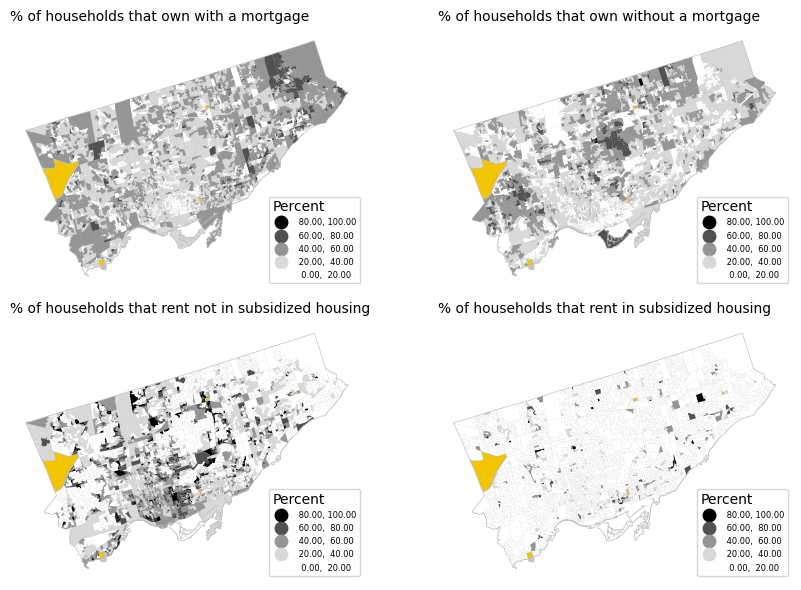 % of households that own with a mortgage
Percent
80.00, 100.00
60.00, 80.00
40.00, 60.00
20.00, 40.00
0.00, 20.00
% of households that own without a mortgage
Percent
80.00, 100.00
60.00, 80.00
40.00, 60.00
20.00, 40.00
0.00, 20.00
% of households that rent not in subsidized housing
Percent
80.00, 100.00
60.00, 80.00
40.00, 60.00
20.00, 40.00
0.00, 20.00
% of households that rent in subsidized housing
Percent
80.00, 100.00
60.00, 80.00
40.00, 60.00
20.00, 40.00
0.00, 20.00